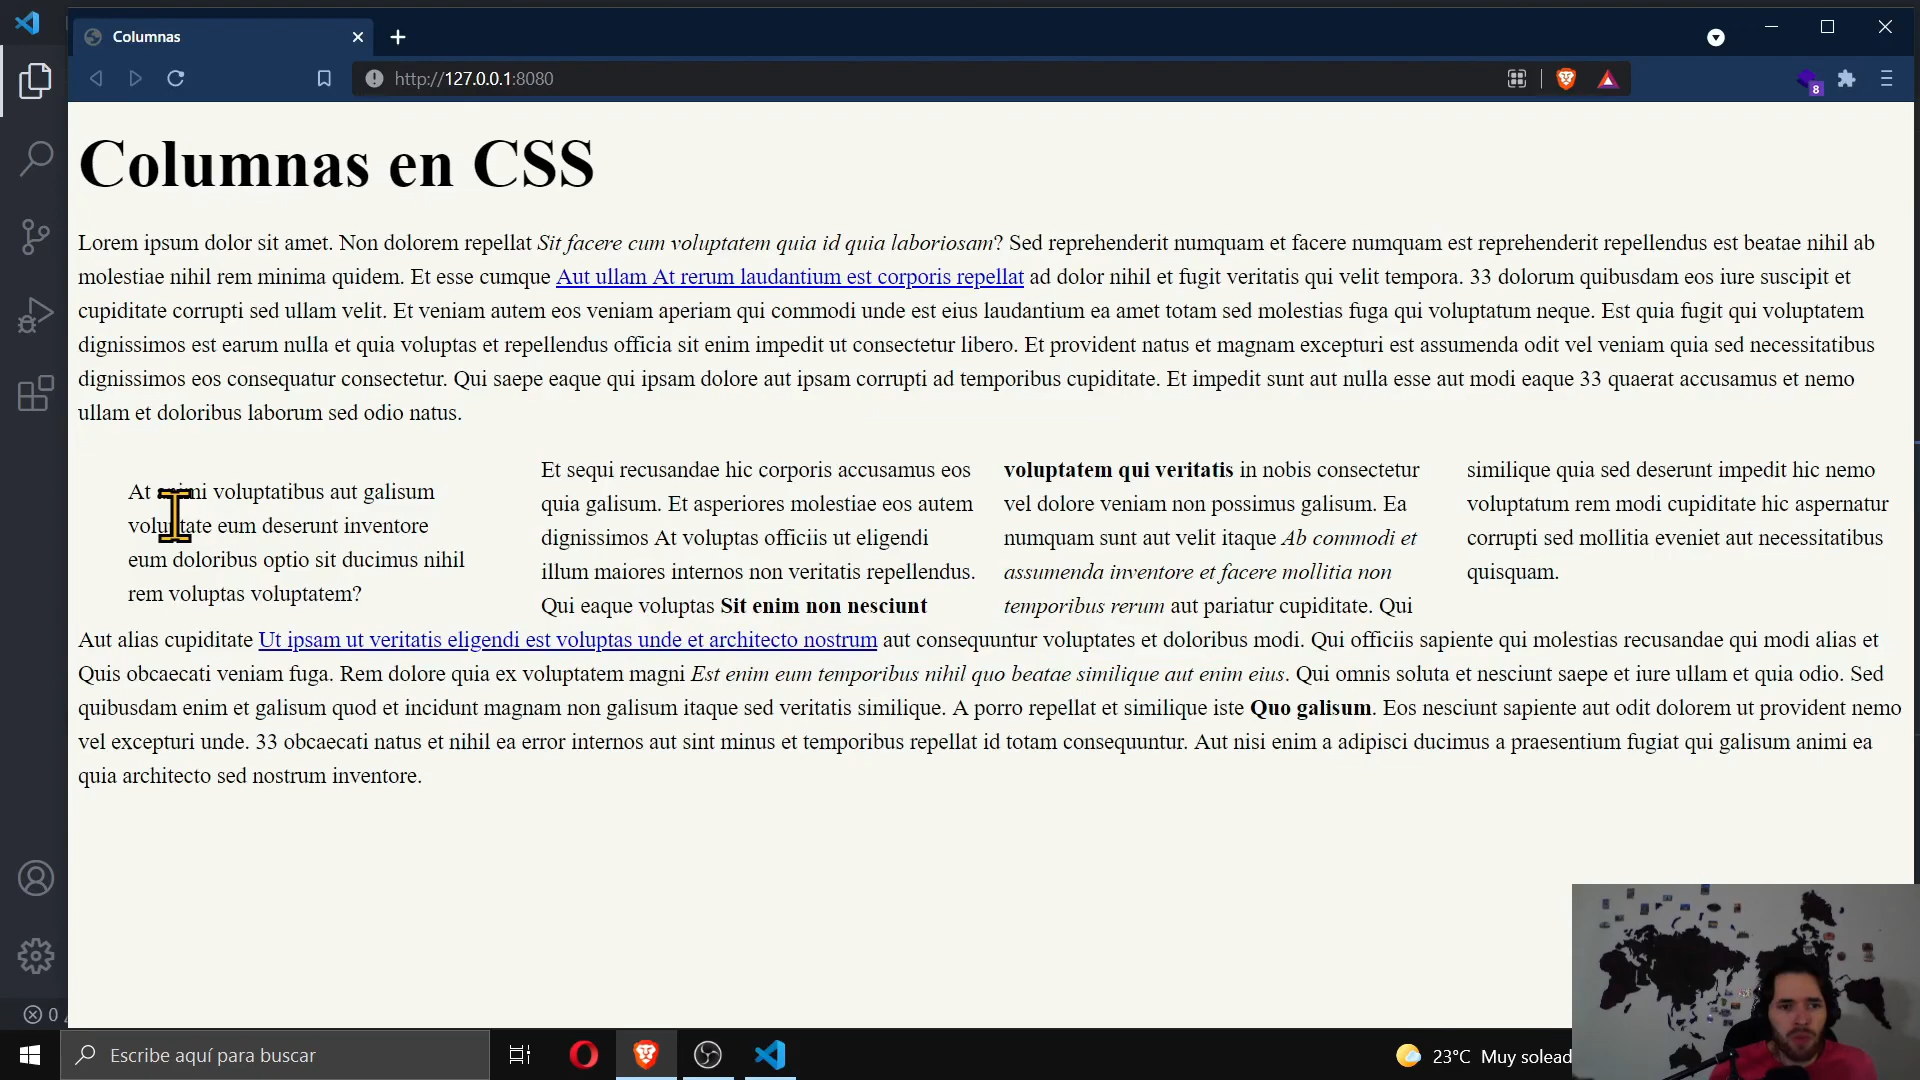 Columnas
http://127.0.0.1:8080
8
Columnas en CSS
Lorem ipsum dolor sit amet. Non dolorem repellat Sit facere cum voluptatem quia id quia laboriosam? Sed reprehenderit numquam et facere numquam est reprehenderit repellendus est beatae nihil ab
molestiae nihil rem minima quidem. Et esse cumque Aut ullam At rerum laudantium est corporis repellat ad dolor nihil et fugit veritatis qui velit tempora. 33 dolorum quibusdam eos iure suscipit et
cupiditate corrupti sed ullam velit. Et veniam autem eos veniam aperiam qui commodi unde est eius laudantium ea amet totam sed molestias fuga qui voluptatum neque. Est quia fugit qui voluptatem
dignissimos est earum nulla et quia voluptas et repellendus officia sit enim impedit ut consectetur libero. Et provident natus et magnam excepturi est assumenda odit vel veniam quia sed necessitatibus
dignissimos eos consequatur consectetur. Qui saepe eaque qui ipsam dolore aut ipsam corrupti ad temporibus cupiditate. Et impedit sunt aut nulla esse aut modi eaque 33 quaerat accusamus et nemo
ullam et doloribus laborum sed odio natus.
At animi voluptatibus aut galisum
voluptate eum deserunt inventore
eum doloribus optio sit ducimus nihil
rem voluptas voluptatem?
Et sequi recusandae hic corporis accusamus eos
quia galisum. Et asperiores molestiae eos autem
dignissimos At voluptas officiis ut eligendi
illum maiores internos non veritatis repellendus.
Qui eaque voluptas Sit enim non nesciunt
voluptatem qui veritatis in nobis consectetur
vel dolore veniam non possimus galisum. Ea
numquam sunt aut velit itaque Ab commodi et
assumenda inventore et facere mollitia non
temporibus rerum aut pariatur cupiditate. Qui
similique quia sed deserunt impedit hic nemo
voluptatum rem modi cupiditate hic aspernatur
corrupti sed mollitia eveniet aut necessitatibus
quisquam.
Aut alias cupiditate Ut ipsam ut veritatis eligendi est voluptas unde et architecto nostrum aut consequuntur voluptates et doloribus modi. Qui officiis sapiente qui molestias recusandae qui modi alias et
Quis obcaecati veniam fuga. Rem dolore quia ex voluptatem magni Est enim eum temporibus nihil quo beatae similique aut enim eius. Qui omnis soluta et nesciunt saepe et iure ullam et quia odio. Sed
quibusdam enim et galisum quod et incidunt magnam non galisum itaque sed veritatis similique. A porro repellat et similique iste Quo galisum. Eos nesciunt sapiente aut odit dolorem ut provident nemo
vel excepturi unde. 33 obcaecati natus et nihil ea error internos aut sint minus et temporibus repellat id totam consequuntur. Aut nisi enim a adipisci ducimus a praesentium fugiat qui galisum animi ea
quia architecto sed nostrum inventore.
0
Escribe aquí para buscar
23°C Muy solead